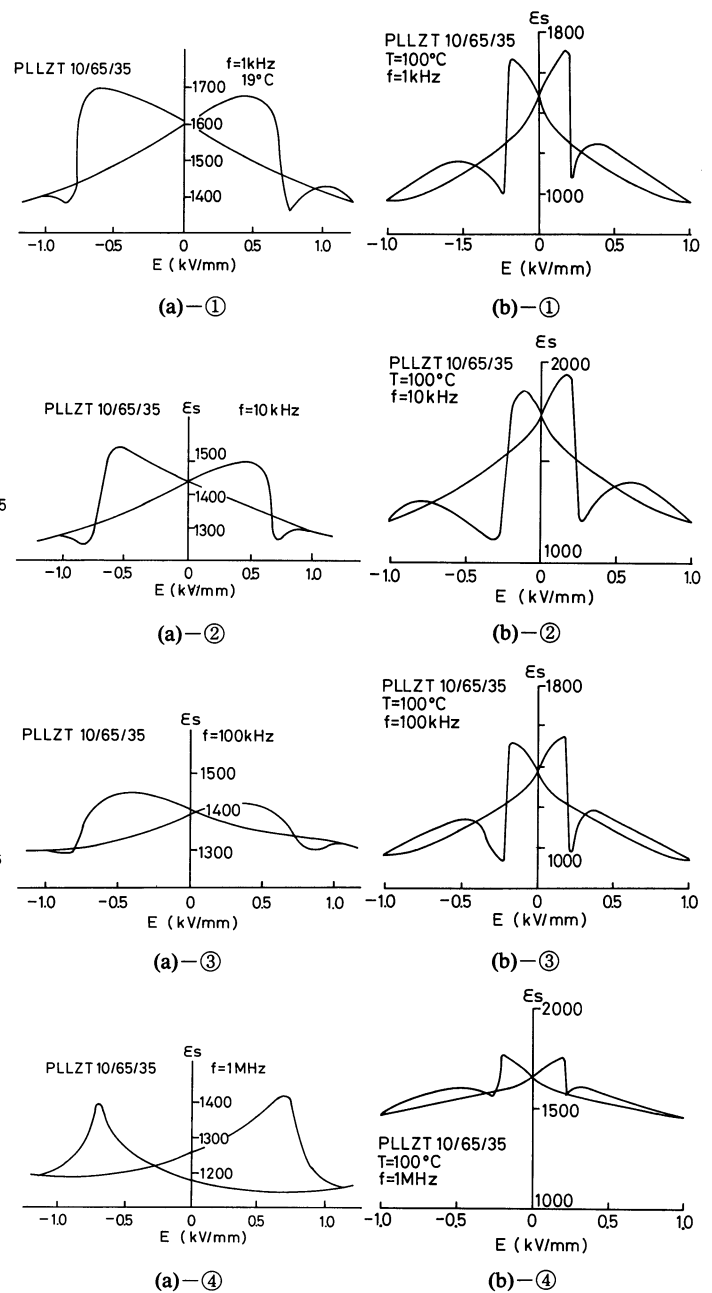 PLLZT 10/65/35
f=1kHz
19°C
1700
1600
1500
1400
-1.0 -0.5 0 0.5 1.0
E (kV/mm)
(a)-①
εs
1800
PLLZT 10/65/35
T=100°C
f=1kHz
1000
-1.0 -1.5 0 0.5 1.0
E (kV/mm)
(b)-①
PLLZT 10/65/35 εs f=10kHz
1500
1400
1300
-1.0 -0.5 0 0.5 1.0
E (kV/mm)
(a)-②
εs
2000
PLLZT 10/65/35
T=100°C
f=10kHz
1000
-1.0 -0.5 0 0.5 1.0
E (kV/mm)
(b)-②
εs
PLLZT 10/65/35 f=100kHz
1500
1400
1300
-1.0 -0.5 0 0.5 1.0
E (kV/mm)
(a)-③
εs
1800
PLLZT 10/65/35
T=100°C
f=100kHz
1000
-1.0 -0.5 0 0.5 1.0
E (kV/mm)
(b)-③
εs
PLLZT 10/65/35 f=1MHz
1400
1300
1200
-1.0 -0.5 0 0.5 1.0
E (kV/mm)
(a)-④
εs
2000
1500
PLLZT 10/65/35
T=100°C
f=1MHz
1000
-1.0 -0.5 0 0.5 1.0
E (kV/mm)
(b)-④